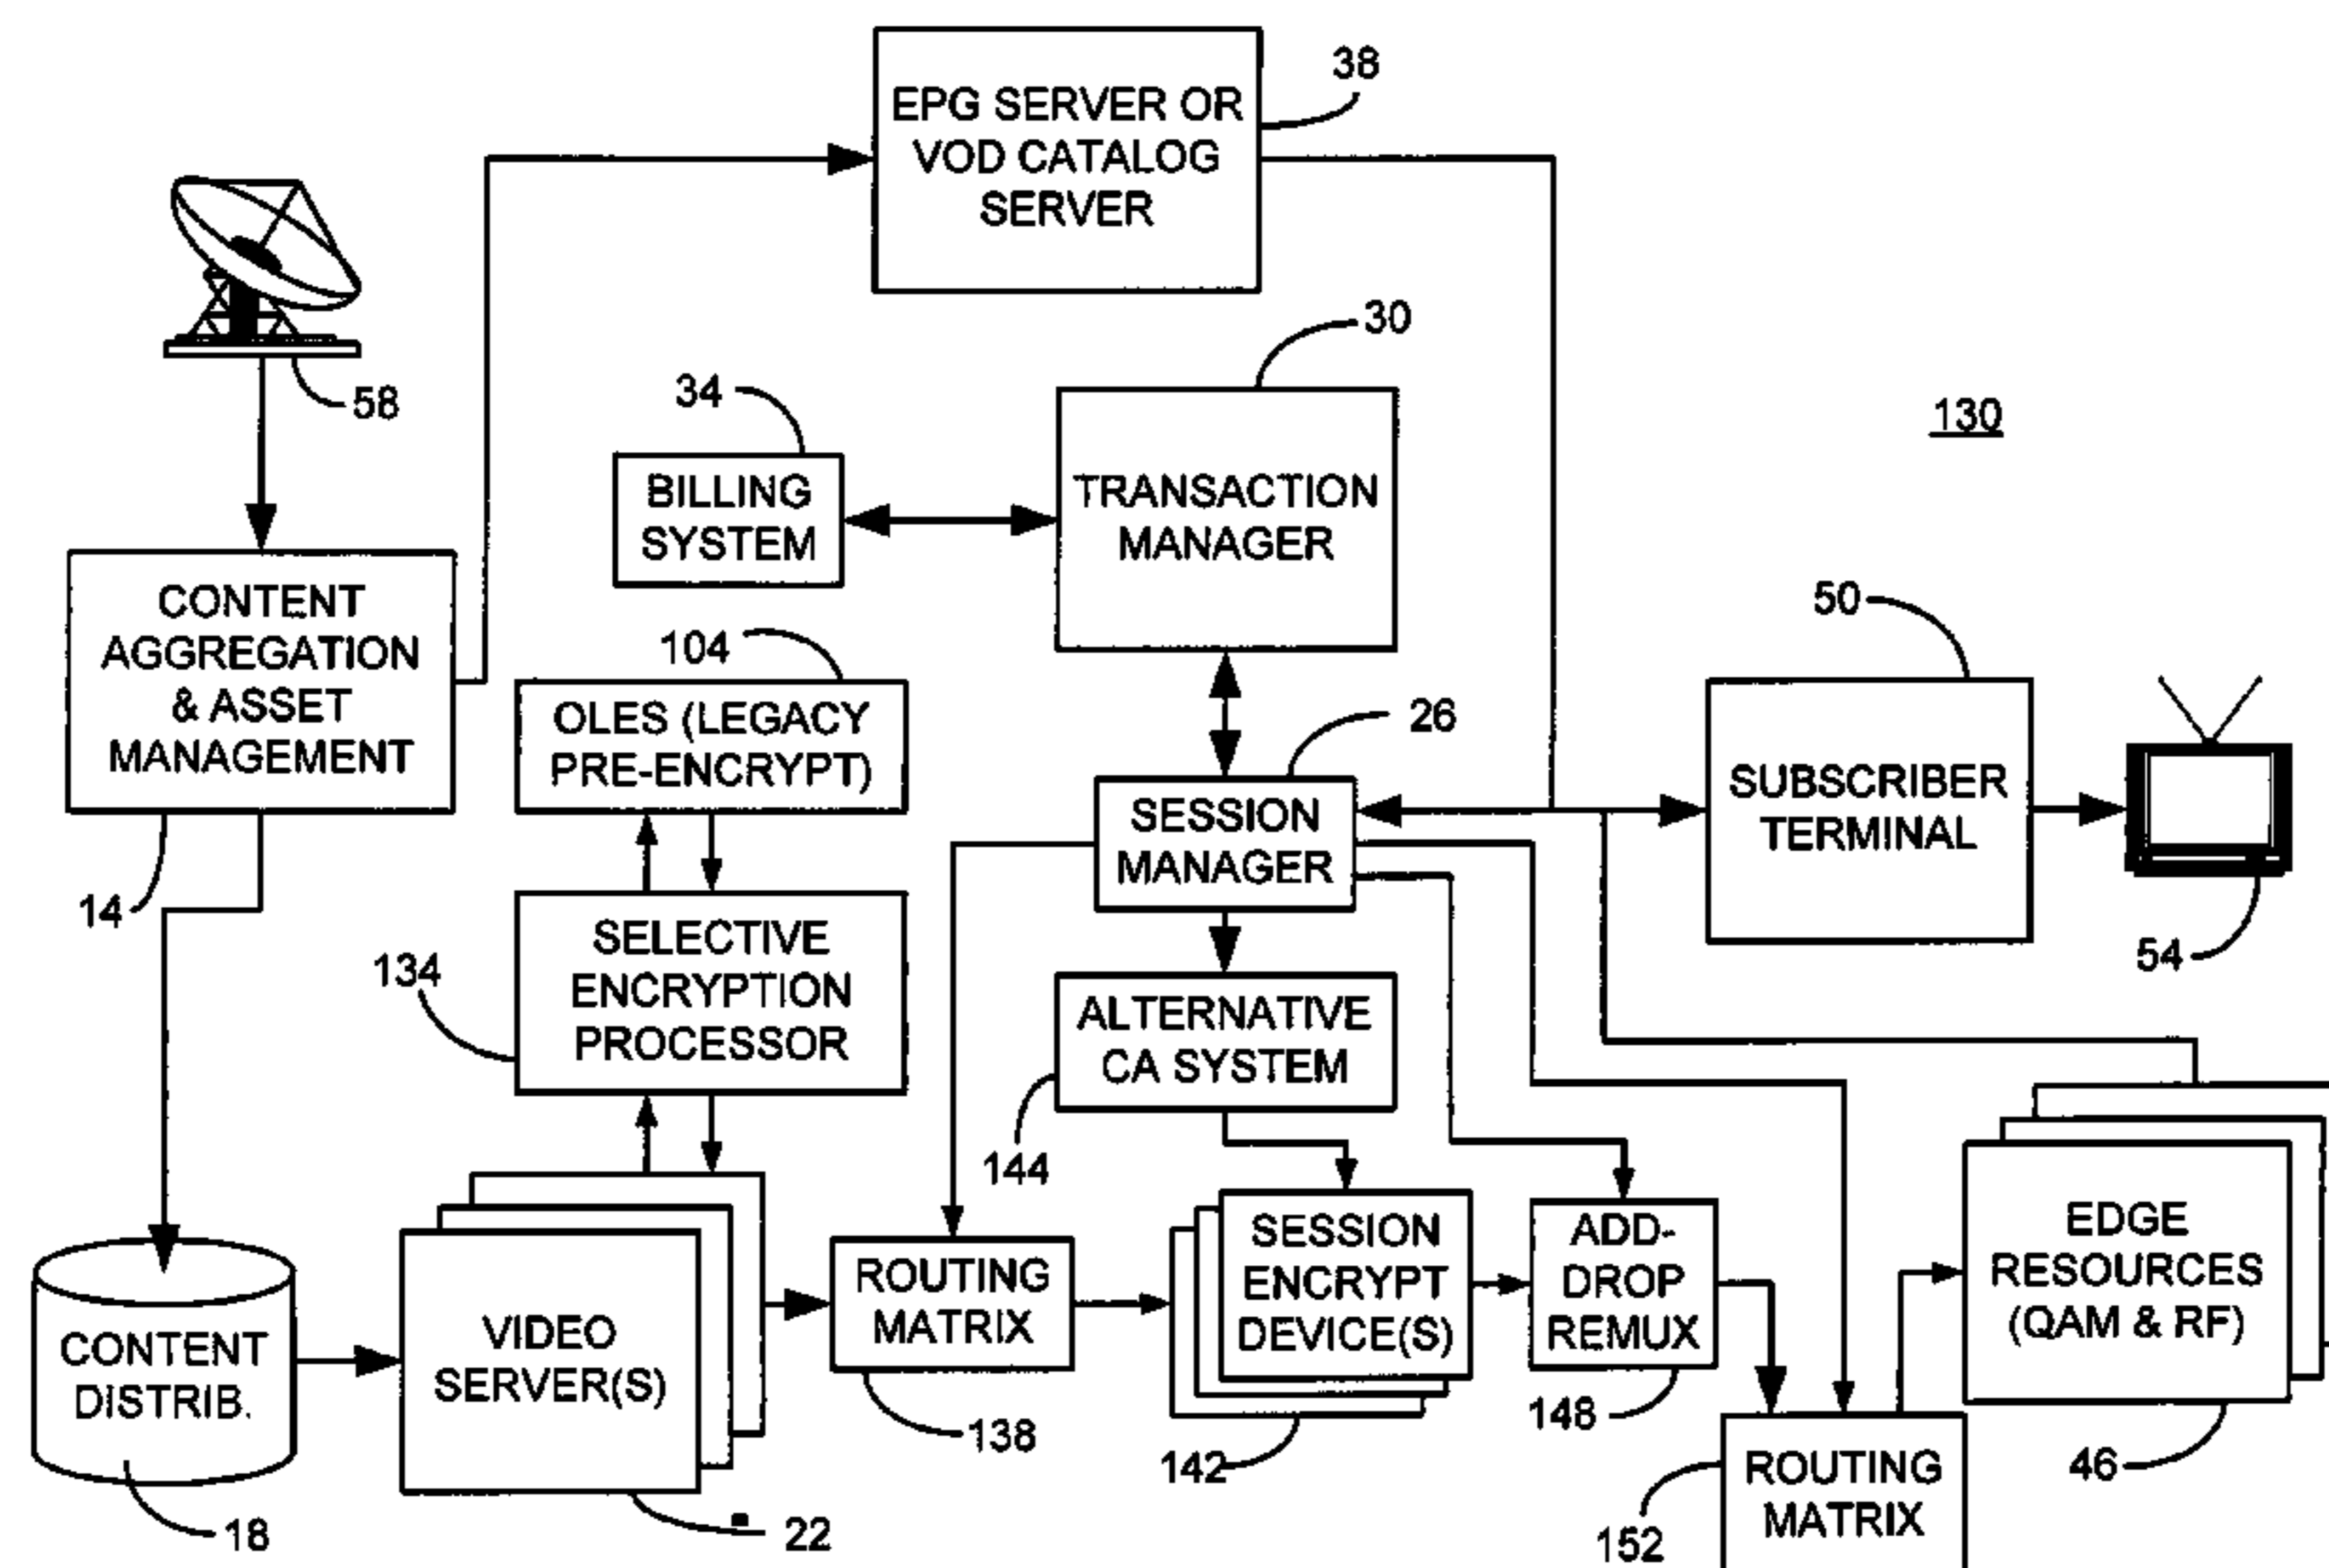 38
EPG SERVER OR
VOD CATALOG
SERVER
58
30
34
BILLING
SYSTEM
TRANSACTION
MANAGER
130
CONTENT
AGGREGATION
& ASSET
MANAGEMENT
14
104
OLES (LEGACY
PRE-ENCRYPT)
26
SESSION
MANAGER
50
SUBSCRIBER
TERMINAL
54
134
SELECTIVE
ENCRYPTION
PROCESSOR
ALTERNATIVE
CA SYSTEM
144
CONTENT
DISTRIB.
18
VIDEO
SERVER(S)
22
ROUTING
MATRIX
138
SESSION
ENCRYPT
DEVICE(S)
142
ADD-
DROP
REMUX
148
EDGE
RESOURCES
(QAM & RF)
46
ROUTING
MATRIX
152